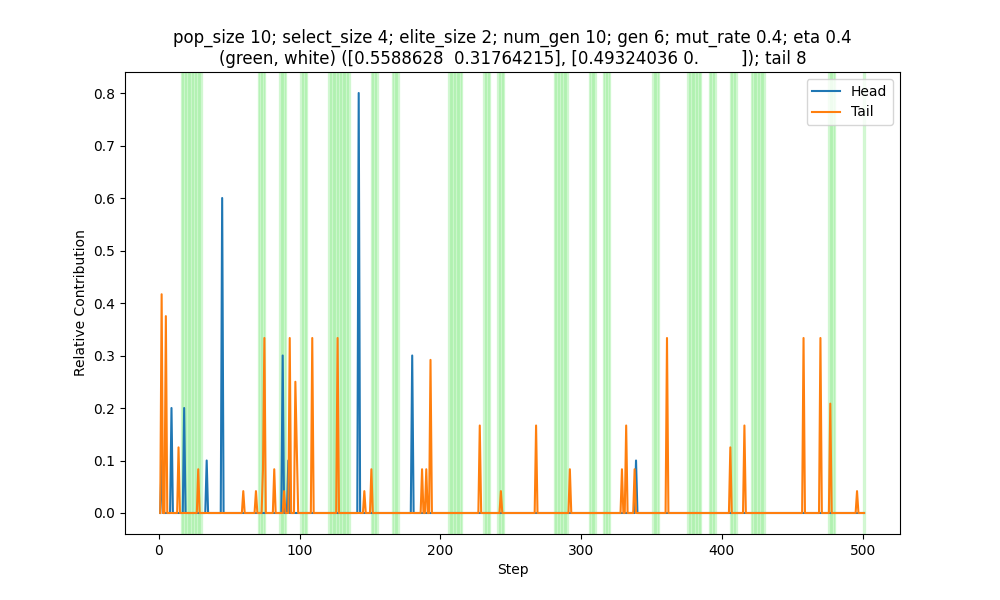 pop_size 10; select_size 4; elite_size 2; num_gen 10; gen 6; mut_rate 0.4; eta 0.4
(green, white) ([0.5588628  0.31764215], [0.49324036 0.        ]); tail 8
Head
Tail
Relative Contribution
0.8
0.7
0.6
0.5
0.4
0.3
0.2
0.1
0.0
0 100 200 300 400 500
Step